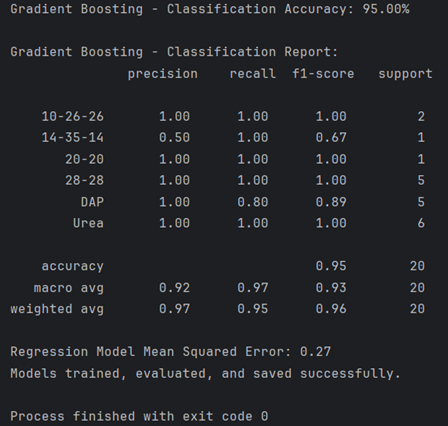 Gradient Boosting - Classification Accuracy: 95.00%
Gradient Boosting - Classification Report:
precision recall f1-score support
10-26-26 1.00 1.00 1.00 2
14-35-14 0.50 1.00 0.67 1
20-20 1.00 1.00 1.00 1
28-28 1.00 1.00 1.00 5
DAP 1.00 0.80 0.89 5
Urea 1.00 1.00 1.00 6
accuracy 0.95 20
macro avg 0.92 0.97 0.93 20
weighted avg 0.97 0.95 0.96 20
Regression Model Mean Squared Error: 0.27
Models trained, evaluated, and saved successfully.
Process finished with exit code 0